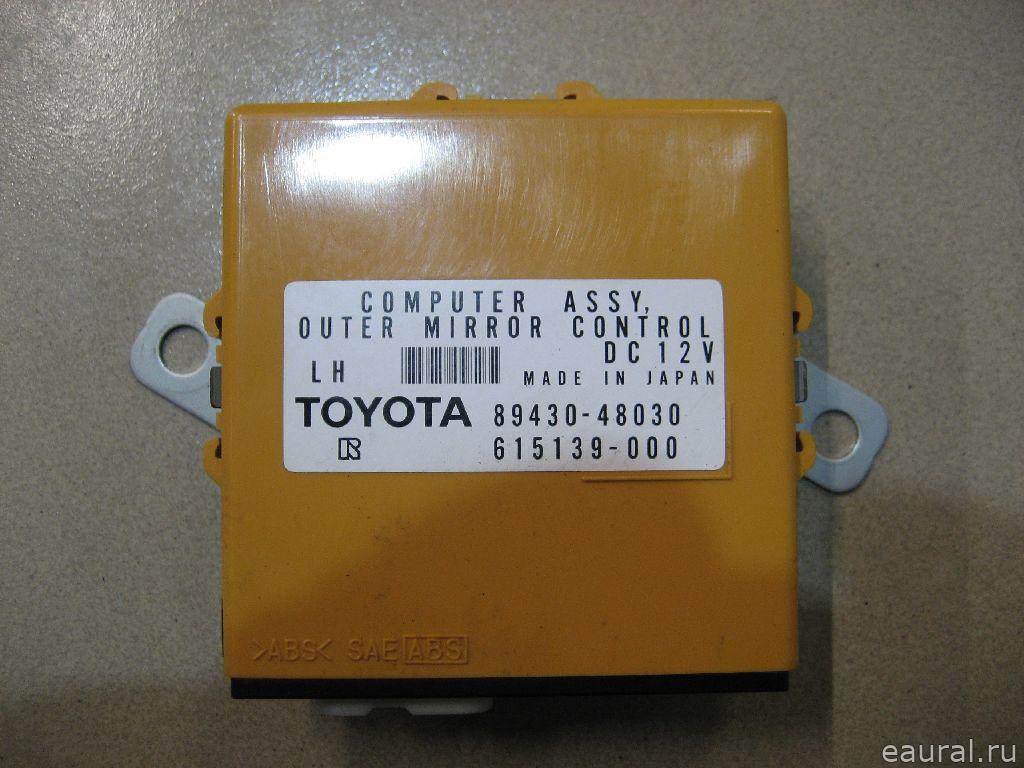 COMPUTER ASSY,
OUTER MIRROR CONTROL
DC12V
LH
MADE IN JAPAN
TOYOTA 89430-48030
615139-000
>ABS< SAE ABS
eaural.ru